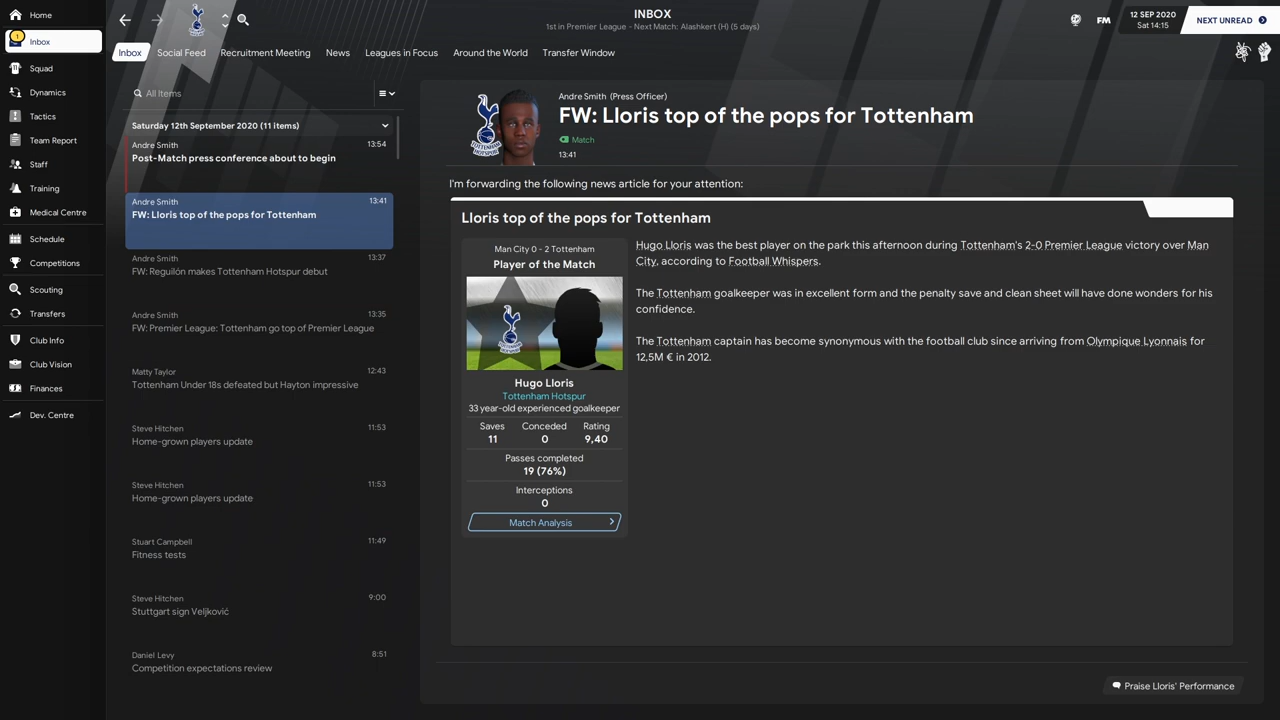 Home
Inbox
Squad
Dynamics
Tactics
Team Report
Staff
Training
Medical Centre
Schedule
Competitions
Scouting
Transfers
Club Info
Club Vision
Finances
Dev. Centre
1
INBOX
1st in Premier League - Next Match: Alashkert (H) (5 days)
FM
12 SEP 2020
Sat 14:15
NEXT UNREAD
Inbox
Social Feed
Recruitment Meeting
News
Leagues in Focus
Around the World
Transfer Window
All Items
Saturday 12th September 2020 (11 items)
Andre Smith 13:54
Post-Match press conference about to begin
Andre Smith 13:41
FW: Lloris top of the pops for Tottenham
Andre Smith 13:37
FW: Reguilón makes Tottenham Hotspur debut
Andre Smith 13:35
FW: Premier League: Tottenham go top of Premier League
Matty Taylor 12:43
Tottenham Under 18s defeated but Hayton impressive
Steve Hitchen 11:53
Home-grown players update
Steve Hitchen 11:53
Home-grown players update
Stuart Campbell 11:49
Fitness tests
Steve Hitchen 9:00
Stuttgart sign Veljković
Daniel Levy 8:51
Competition expectations review
Andre Smith (Press Officer)
FW: Lloris top of the pops for Tottenham
Match
13:41
I'm forwarding the following news article for your attention:
Lloris top of the pops for Tottenham
Man City 0 - 2 Tottenham
Player of the Match
Hugo Lloris
Tottenham Hotspur
33 year-old experienced goalkeeper
Saves Conceded Rating
11 0 9,40
Passes completed
19 (76%)
Interceptions
0
Match Analysis
Hugo Lloris was the best player on the park this afternoon during Tottenham's 2-0 Premier League victory over Man
City, according to Football Whispers.
The Tottenham goalkeeper was in excellent form and the penalty save and clean sheet will have done wonders for his
confidence.
The Tottenham captain has become synonymous with the football club since arriving from Olympique Lyonnais for
12,5M € in 2012.
Praise Lloris' Performance